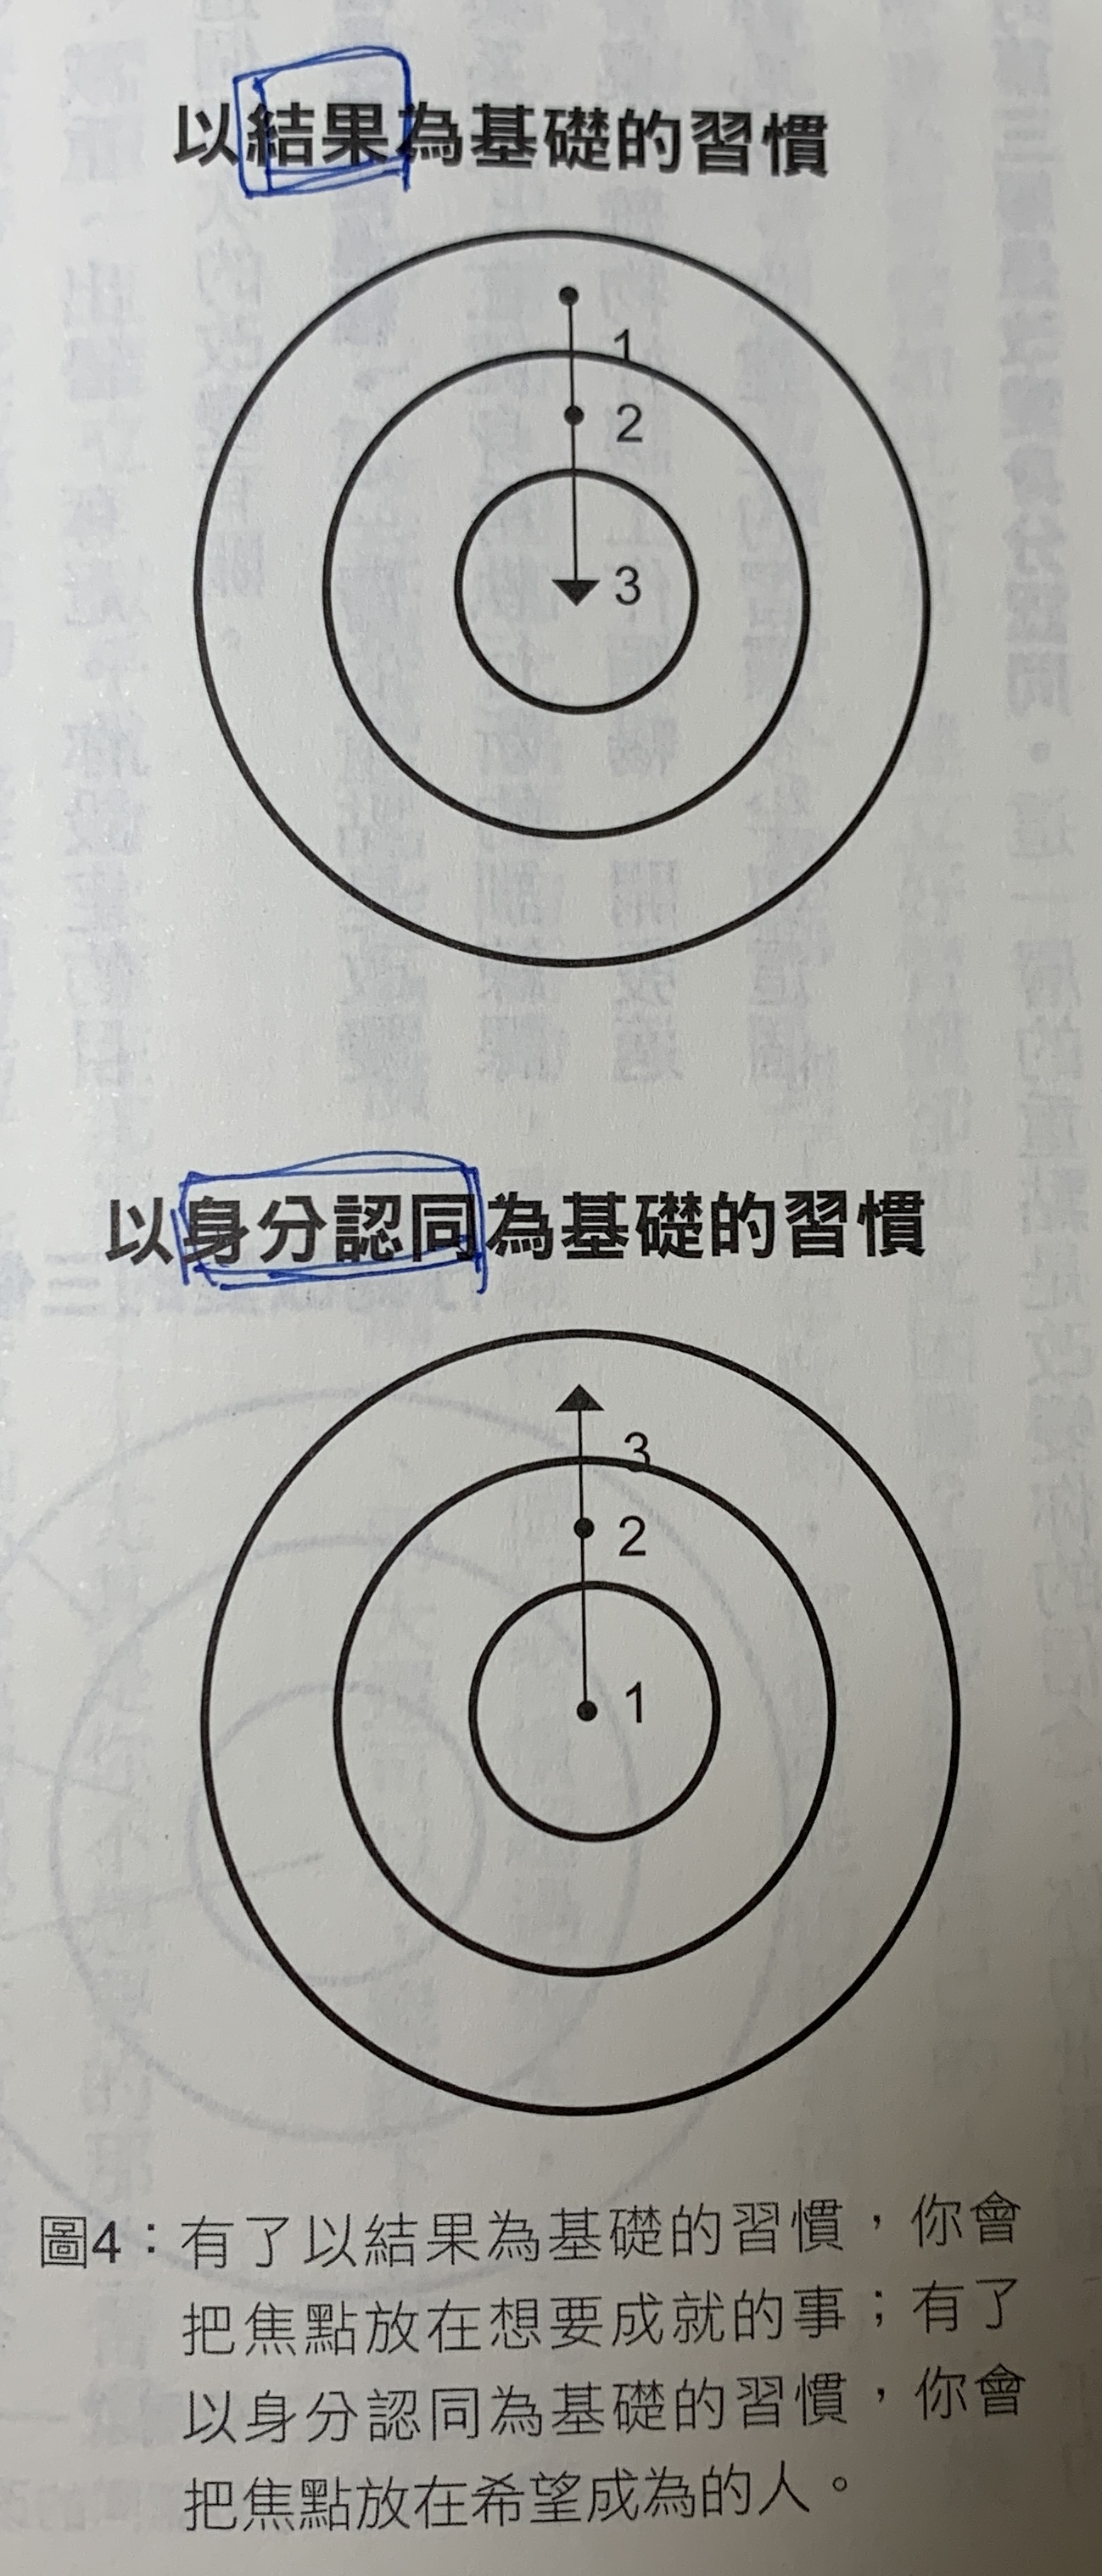 以結果為基礎的習慣
1
2
3
以身分認同為基礎的習慣
3
2
1
圖4：有了以結果為基礎的習慣，你會
把焦點放在想要成就的事；有了
以身分認同為基礎的習慣，你會
把焦點放在希望成為的人。